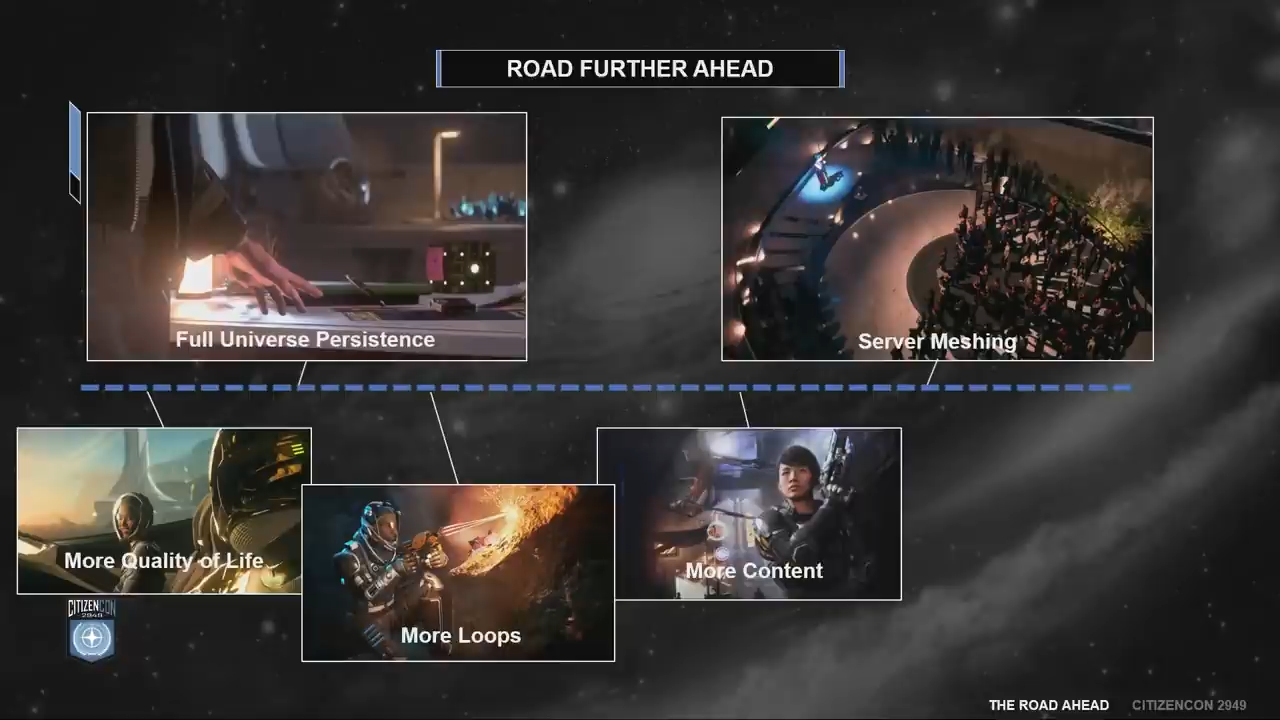 ROAD FURTHER AHEAD
Full Universe Persistence
Server Meshing
More Quality of Life
More Loops
More Content
CITIZENCON
2949
THE ROAD AHEAD CITIZENCON 2949